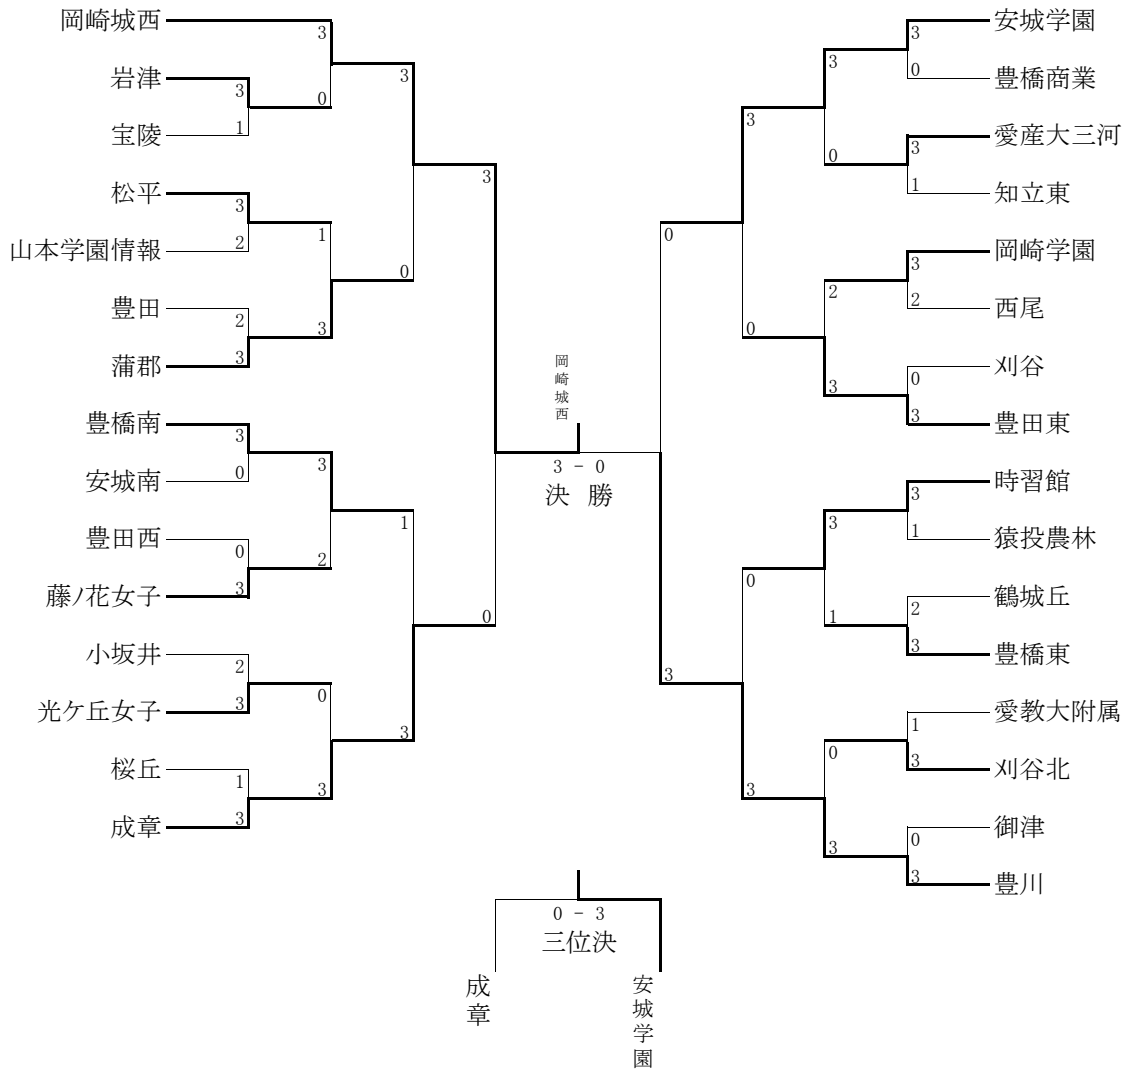 岡崎城西
岩津
宝陵
松平
山本学園情報
豊田
蒲郡
豊橋南
安城南
豊田西
藤ノ花女子
小坂井
光ケ丘女子
桜丘
成章
3
3
1
0
3
3
2
1
2
3
3
0
3
0
3
0
3
3
2
1
2
3
0
1
3
3
3
0
岡崎城西
3 - 0
決 勝
0
3
3
0
0
3
3
0
2
3
3
1
0
3
3
0
3
1
3
2
0
3
3
1
2
3
1
3
0
3
安城学園
豊橋商業
愛産大三河
知立東
岡崎学園
西尾
刈谷
豊田東
時習館
猿投農林
鶴城丘
豊橋東
愛教大附属
刈谷北
御津
豊川
0 - 3
三位決
成章
安城学園